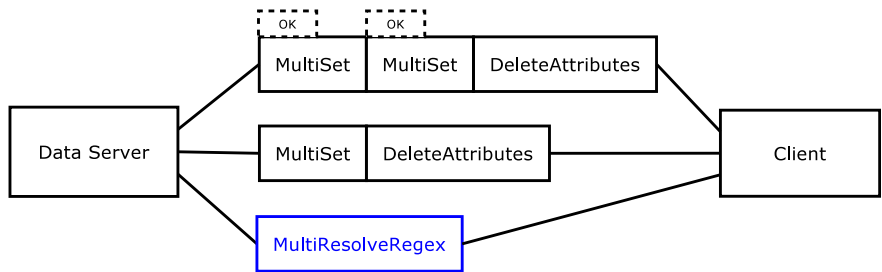 OK
OK
MultiSet
MultiSet
DeleteAttributes
Data Server
MultiSet
DeleteAttributes
Client
MultiResolveRegex